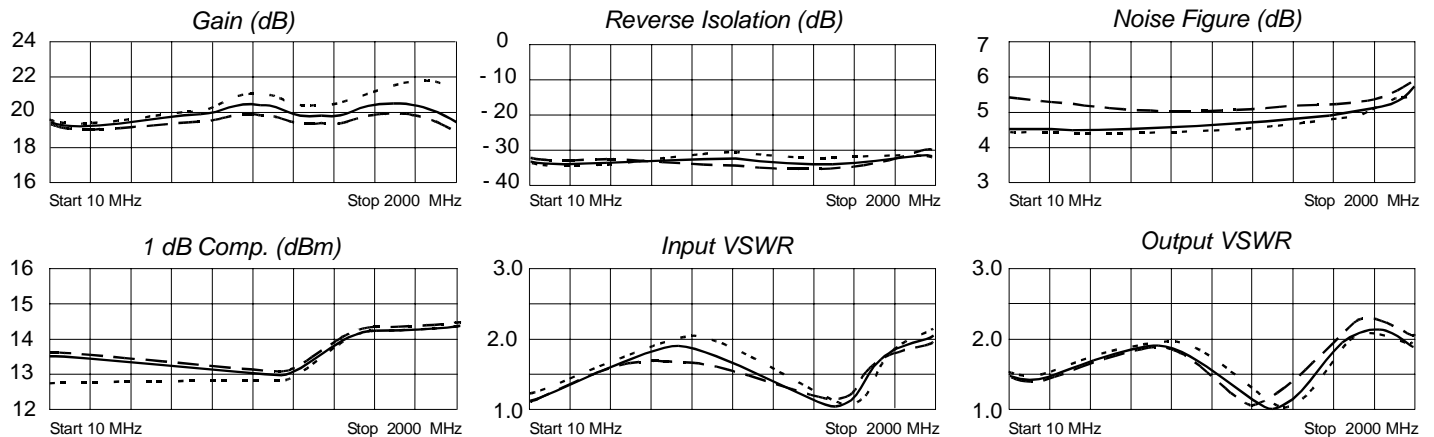 Gain (dB)
24
22
20
18
16
Start 10 MHz Stop 2000 MHz
Reverse Isolation (dB)
0
- 10
- 20
- 30
- 40
Start 10 MHz Stop 2000 MHz
Noise Figure (dB)
7
6
5
4
3
Start 10 MHz Stop 2000 MHz
1 dB Comp. (dBm)
16
15
14
13
12
Start 10 MHz Stop 2000 MHz
Input VSWR
3.0
2.0
1.0
Start 10 MHz Stop 2000 MHz
Output VSWR
3.0
2.0
1.0
Start 10 MHz Stop 2000 MHz